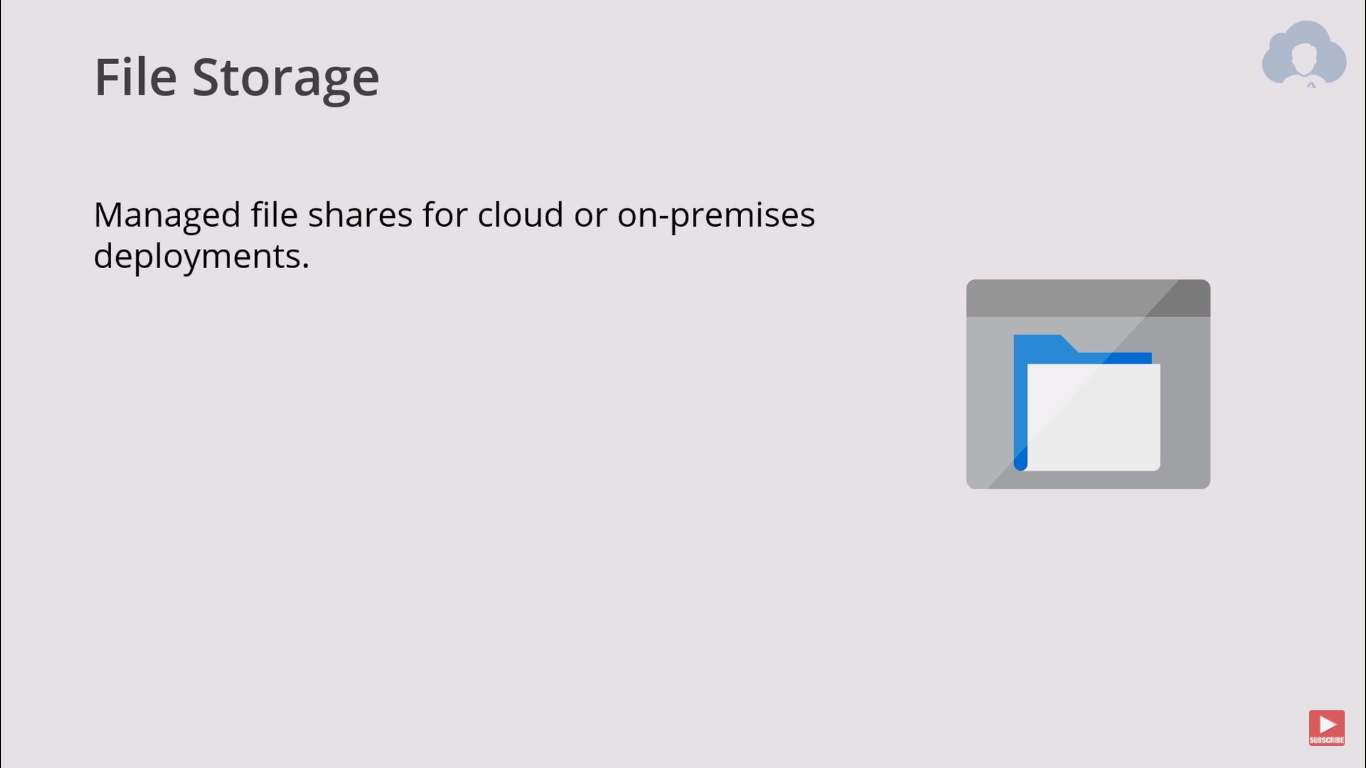 File Storage
Managed file shares for cloud or on-premises
deployments.
SUBSCRIBE